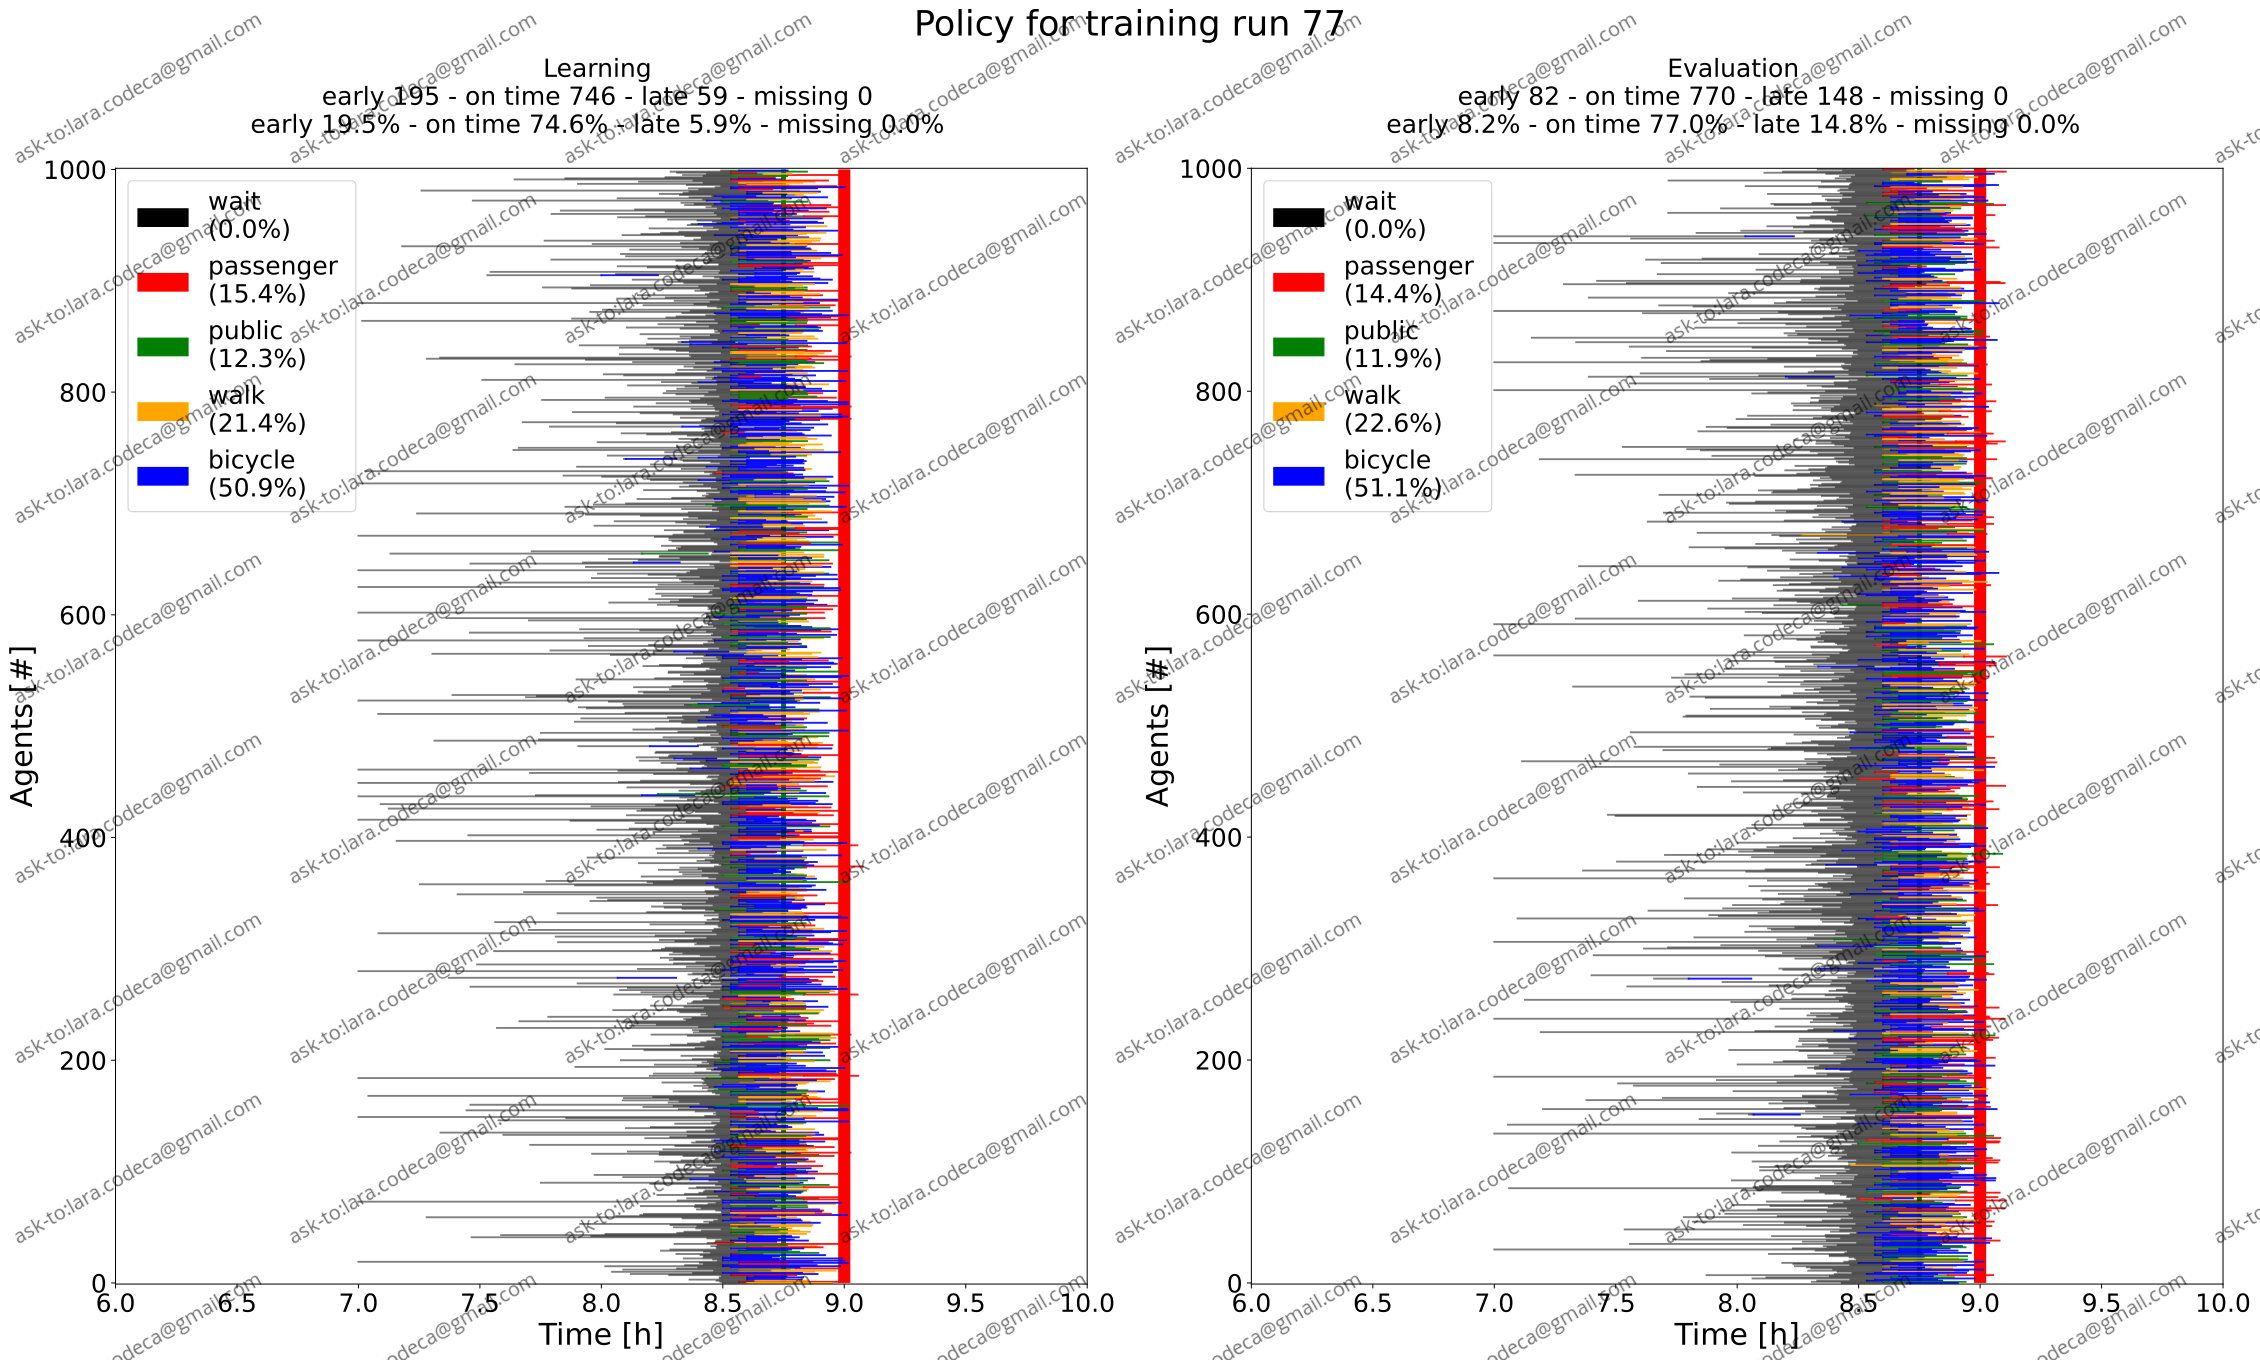 Policy for training run 77
Learning
early 195 - on time 746 - late 59 - missing 0
early 19.5% - on time 74.6% - late 5.9% - missing 0.0%
wait
(0.0%)
passenger
(15.4%)
public
(12.3%)
walk
(21.4%)
bicycle
(50.9%)
Agents [#]
1000
800
600
400
200
0
6.0 6.5 7.0 7.5 8.0 8.5 9.0 9.5 10.0
Time [h]
Evaluation
early 82 - on time 770 - late 148 - missing 0
early 8.2% - on time 77.0% - late 14.8% - missing 0.0%
wait
(0.0%)
passenger
(14.4%)
public
(11.9%)
walk
(22.6%)
bicycle
(51.1%)
Agents [#]
1000
800
600
400
200
0
6.0 6.5 7.0 7.5 8.0 8.5 9.0 9.5 10.0
Time [h]
ask-to:lara.codeca@gmail.com